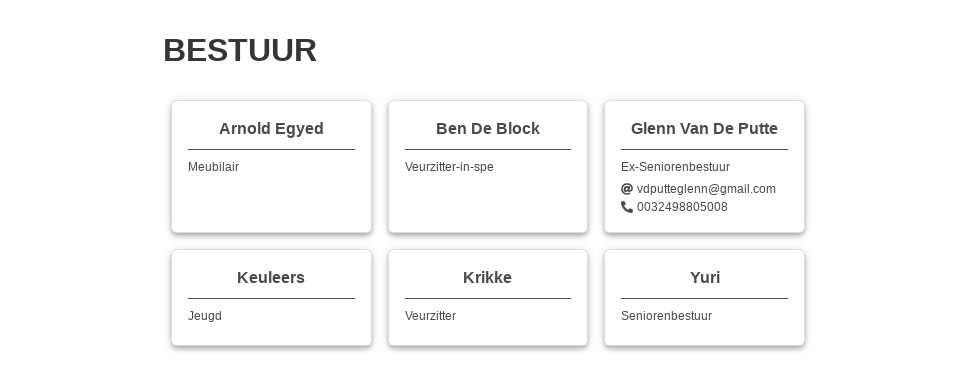 BESTUUR
Arnold Egyed
Meubilair
Ben De Block
Veurzitter-in-spe
Glenn Van De Putte
Ex-Seniorenbestuur
vdputteglenn@gmail.com
0032498805008
Keuleers
Jeugd
Krikke
Veurzitter
Yuri
Seniorenbestuur